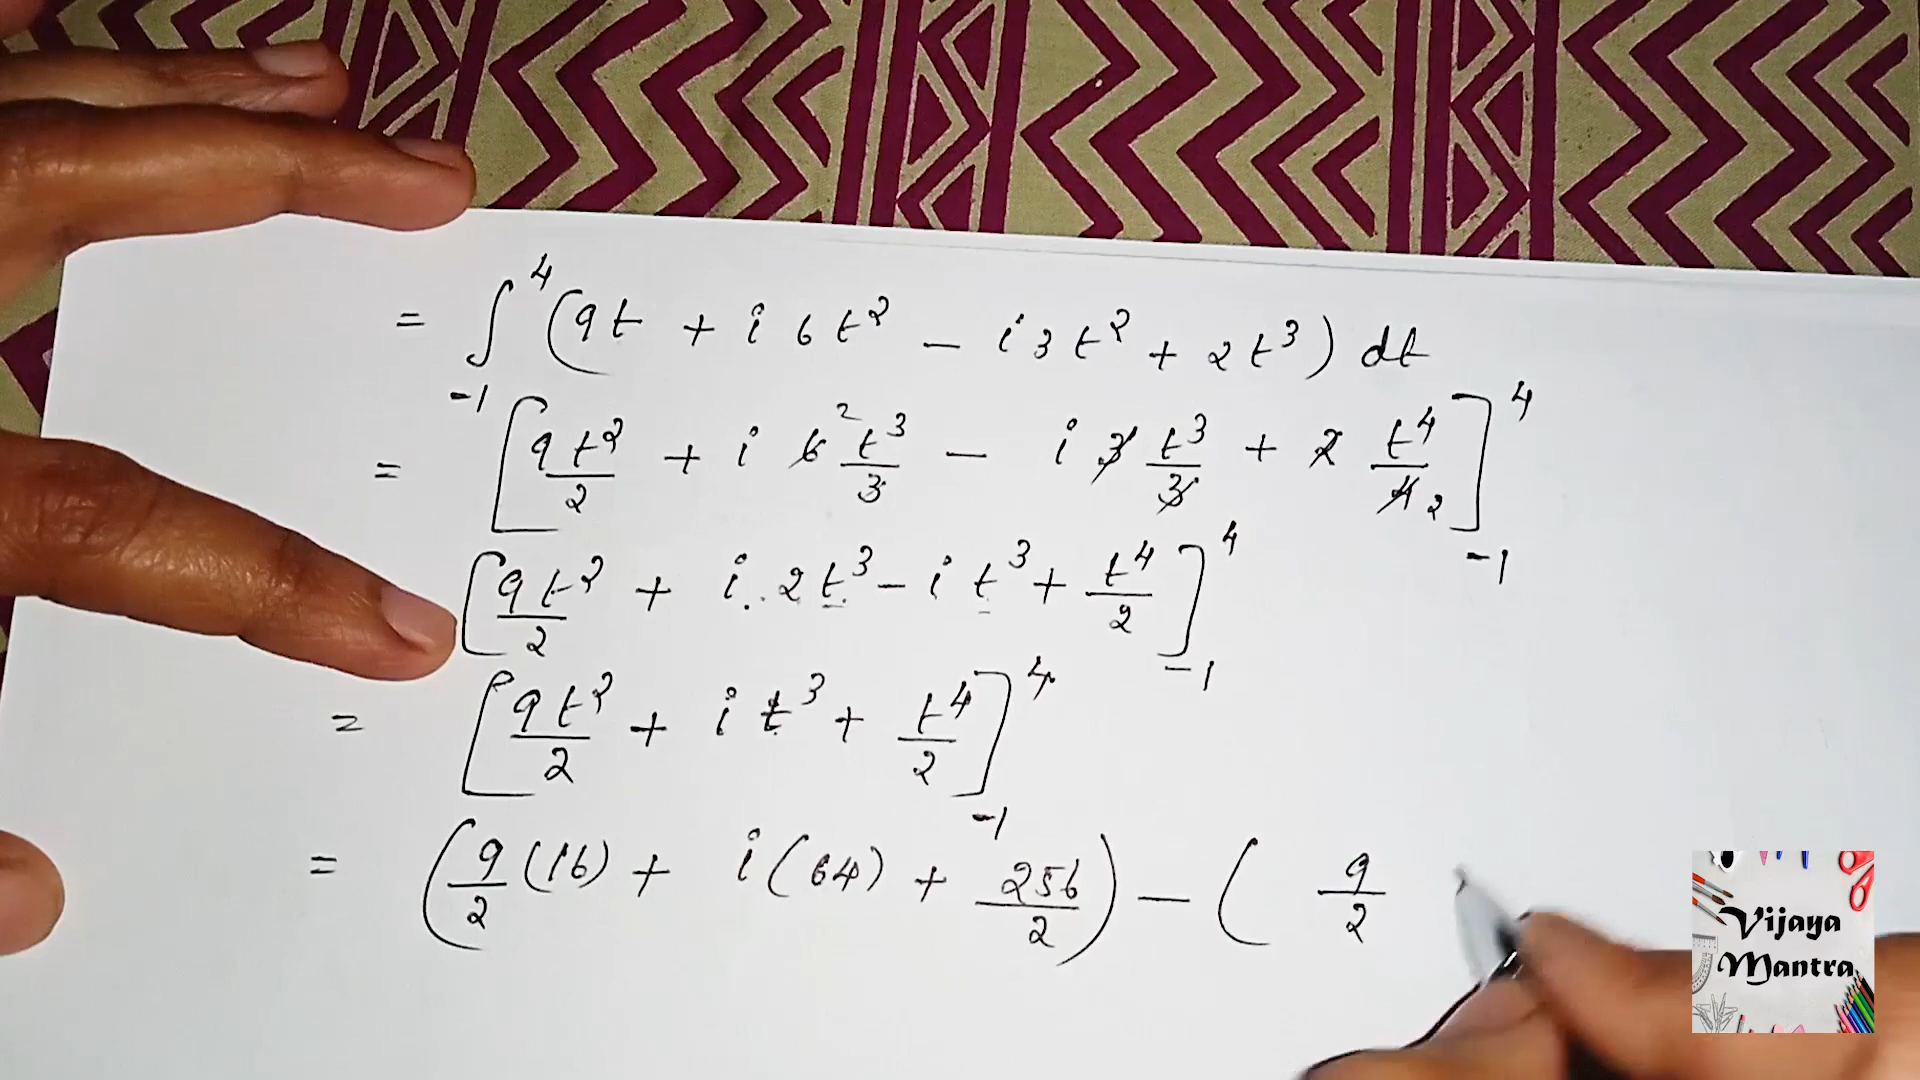 = ∫₋₁⁴ (9t + i 6t² − i 3t² + 2t³) dt
= [9t²/2 + i 6 ² t³/3 − i 3 t³/3 + 2 t⁴/4 ₂]₋₁⁴
[9t²/2 + i. 2t³ − i t³ + t⁴/2]₋₁⁴
= [9t²/2 + i t³ + t⁴/2]₋₁⁴
= (9/2 (16) + i(64) + 256/2) − ( 9/2
Vijaya
Mantra